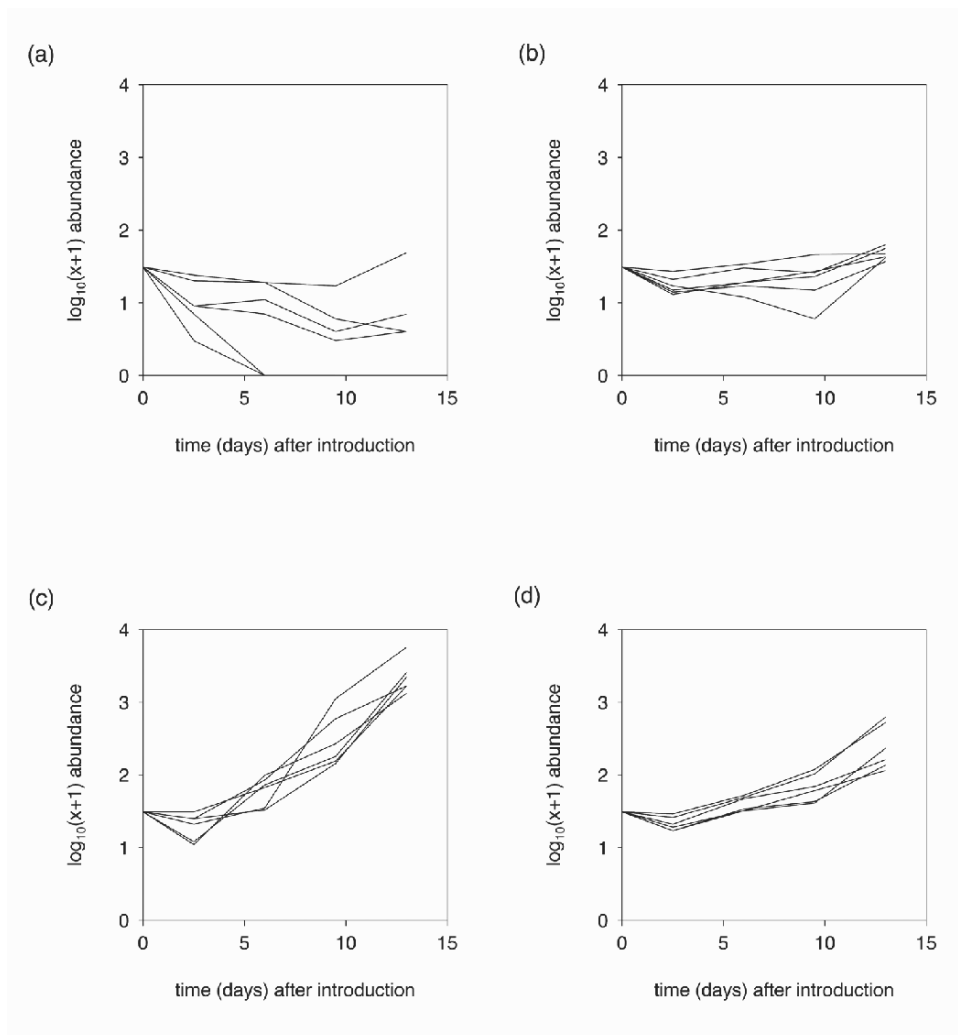 (a)
4
3
2
1
0
log₁₀(x+1) abundance
0 5 10 15
time (days) after introduction
(b)
4
3
2
1
0
log₁₀(x+1) abundance
0 5 10 15
time (days) after introduction
(c)
4
3
2
1
0
log₁₀(x+1) abundance
0 5 10 15
time (days) after introduction
(d)
4
3
2
1
0
log₁₀(x+1) abundance
0 5 10 15
time (days) after introduction